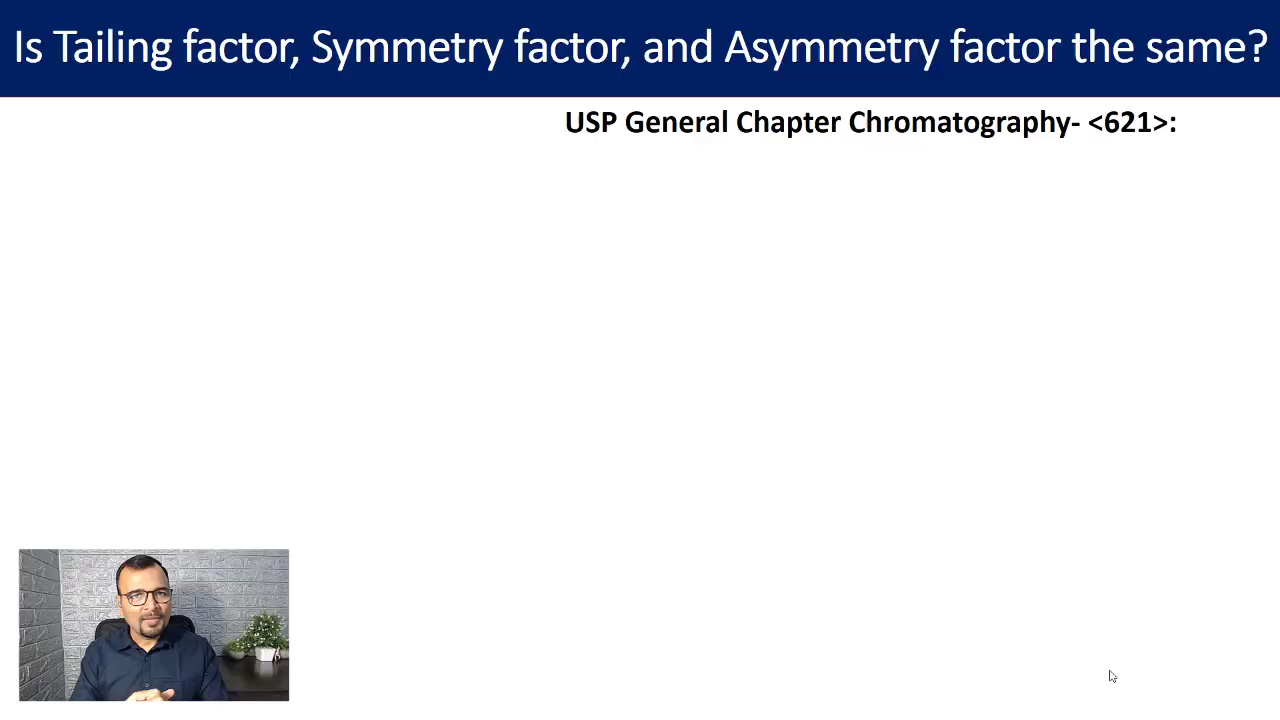 Is Tailing factor, Symmetry factor, and Asymmetry factor the same?
USP General Chapter Chromatography- <621>: